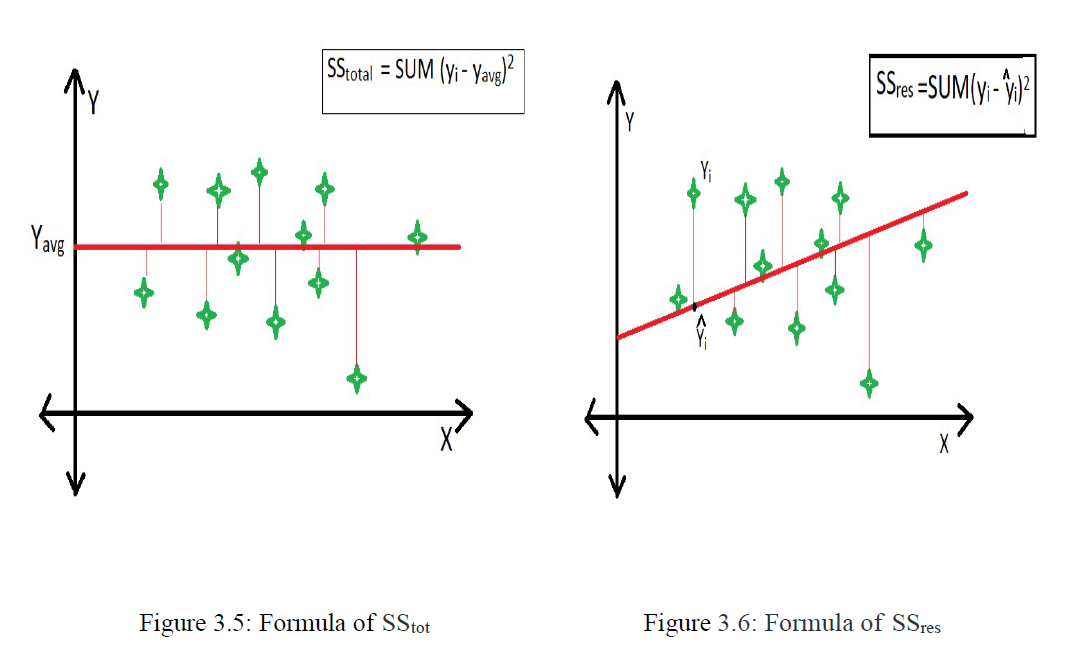 SStotal = SUM (yi - yavg)2
Y
Yavg
X
Figure 3.5: Formula of SStot
SSres =SUM(yi - ŷi)2
Y
Yi
Ŷi
X
Figure 3.6: Formula of SSres